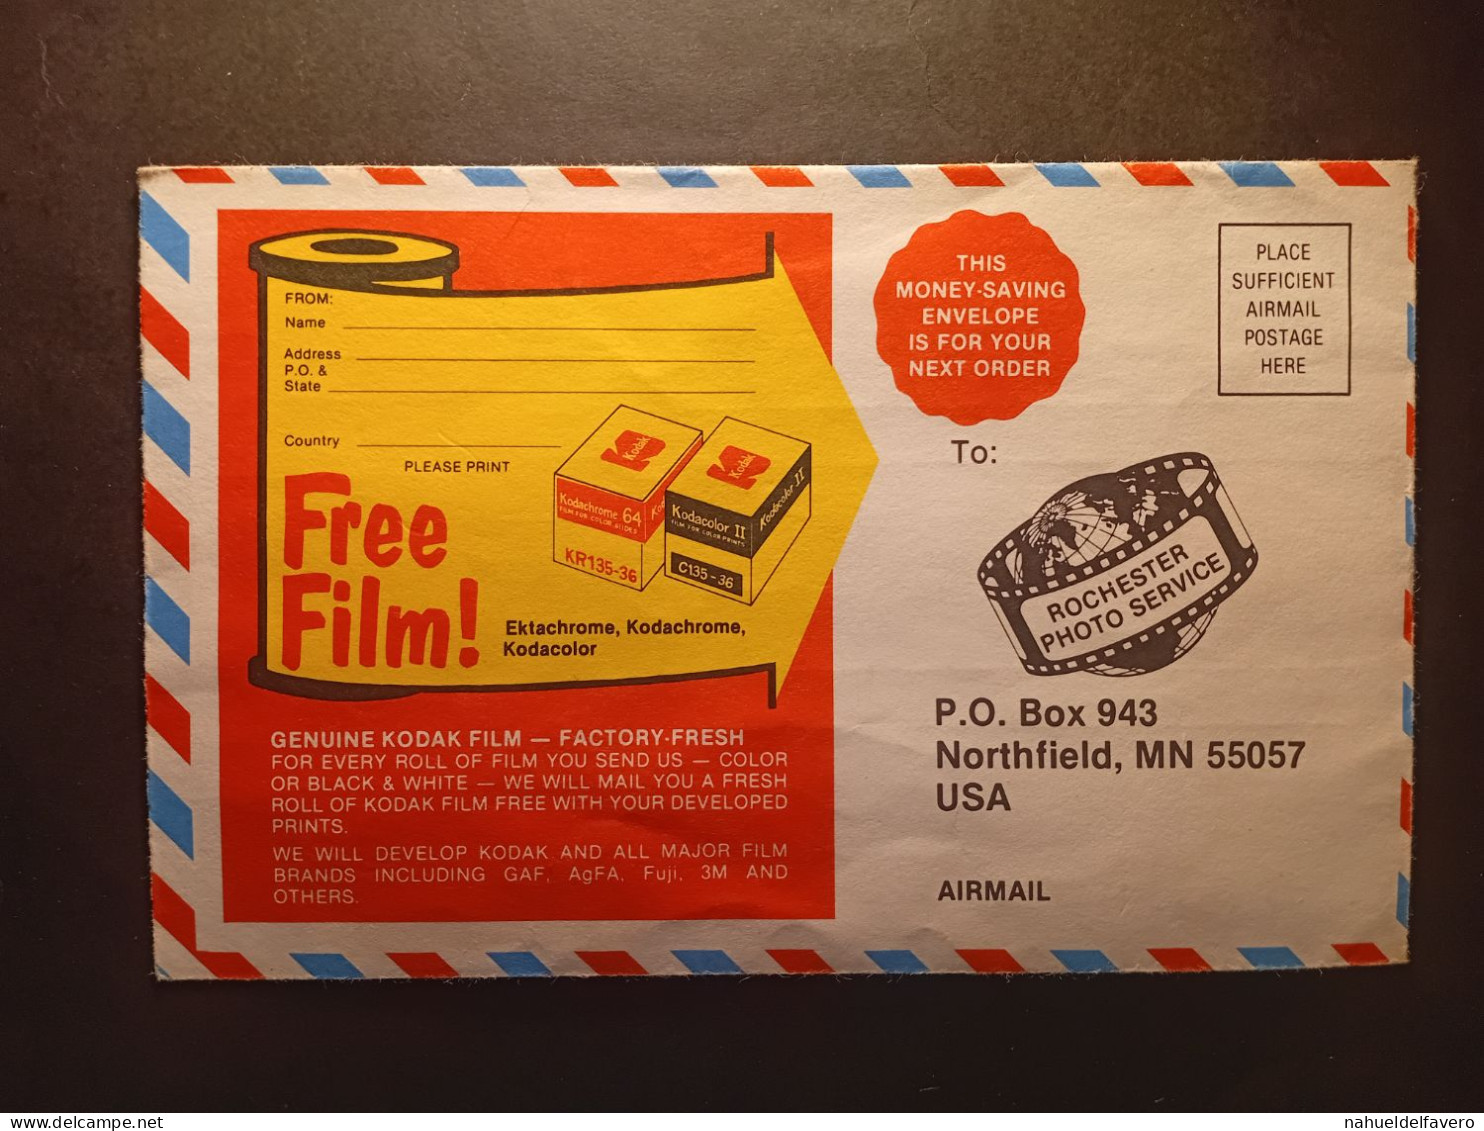 FROM:
Name
Address
P.O. &
State
Country
PLEASE PRINT
Free
Film!
Kodak
Kodachrome 64
FILM FOR COLOR SLIDES
KR135-36
Kodak
Kodacolor II
FILM FOR COLOR PRINTS
C135-36
Kodacolor II
Ektachrome, Kodachrome,
Kodacolor
GENUINE KODAK FILM — FACTORY-FRESH
FOR EVERY ROLL OF FILM YOU SEND US — COLOR
OR BLACK & WHITE — WE WILL MAIL YOU A FRESH
ROLL OF KODAK FILM FREE WITH YOUR DEVELOPED
PRINTS.
WE WILL DEVELOP KODAK AND ALL MAJOR FILM
BRANDS INCLUDING GAF, AgFA, Fuji, 3M AND
OTHERS.
THIS
MONEY-SAVING
ENVELOPE
IS FOR YOUR
NEXT ORDER
PLACE
SUFFICIENT
AIRMAIL
POSTAGE
HERE
To:
ROCHESTER
PHOTO SERVICE
P.O. Box 943
Northfield, MN 55057
USA
AIRMAIL
delcampe.net
nahueldelfavero